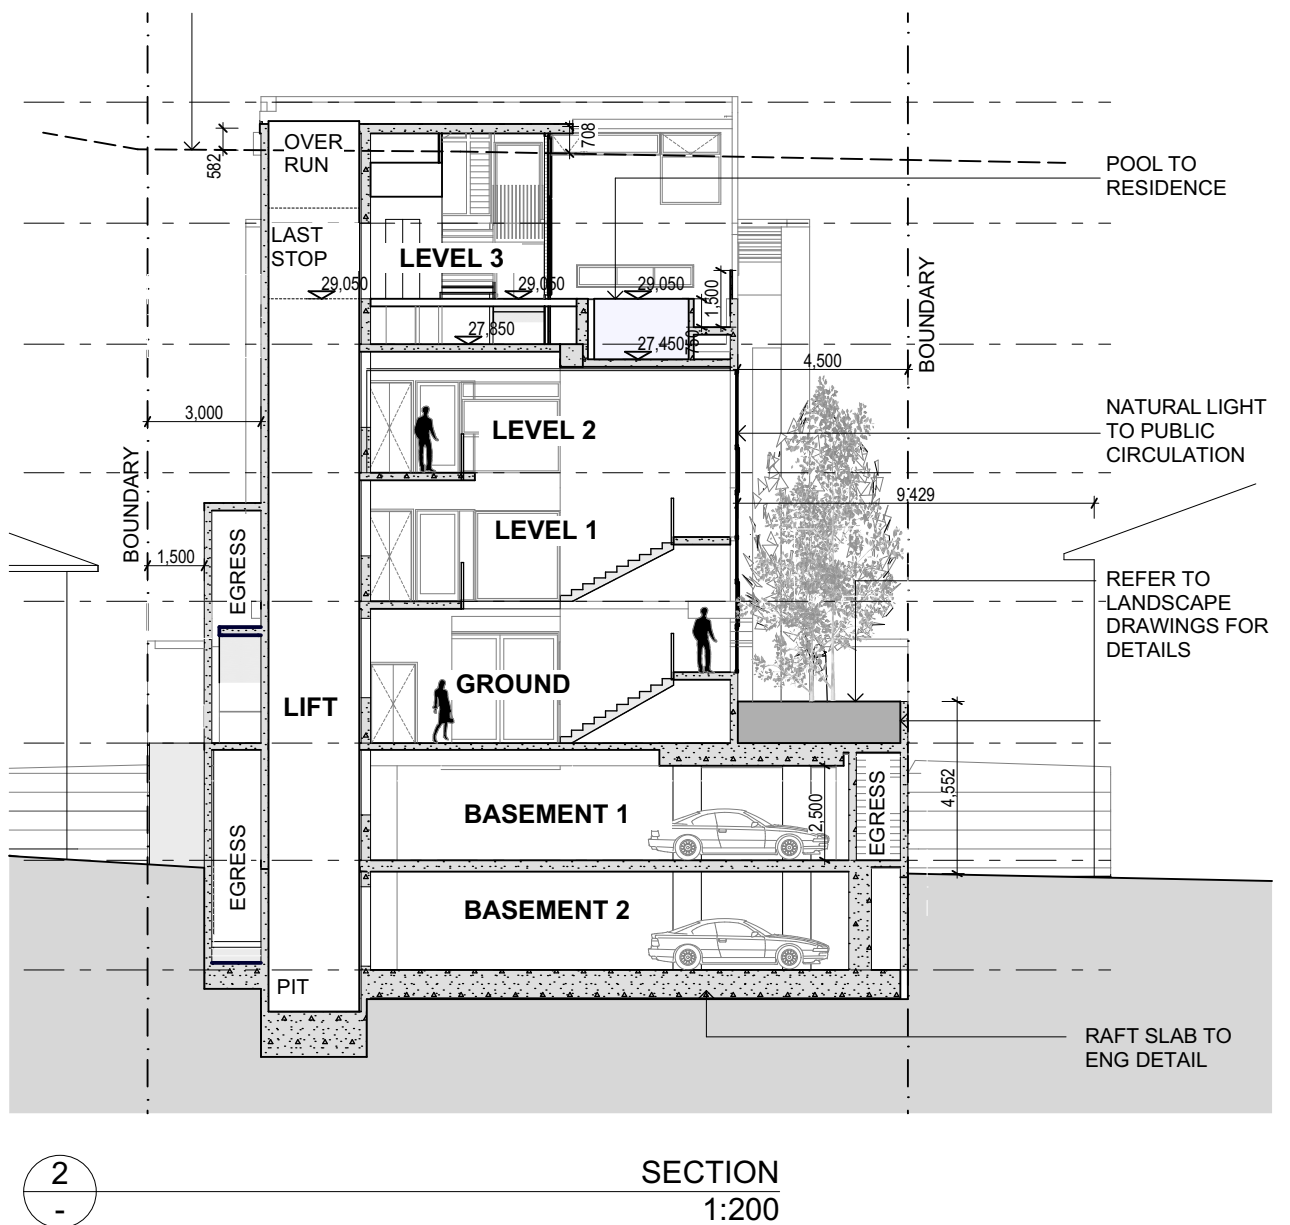 OVER
RUN
708
582
POOL TO
RESIDENCE
LAST
STOP
LEVEL 3
29,050
29,050
29,050
1,500
BOUNDARY
27,850
27,450
4,500
3,000
LEVEL 2
NATURAL LIGHT
TO PUBLIC
CIRCULATION
BOUNDARY
9,429
LEVEL 1
1,500
EGRESS
REFER TO
LANDSCAPE
DRAWINGS FOR
DETAILS
GROUND
LIFT
4,552
BASEMENT 1
2,500
EGRESS
EGRESS
BASEMENT 2
PIT
RAFT SLAB TO
ENG DETAIL
2
-
SECTION
1:200